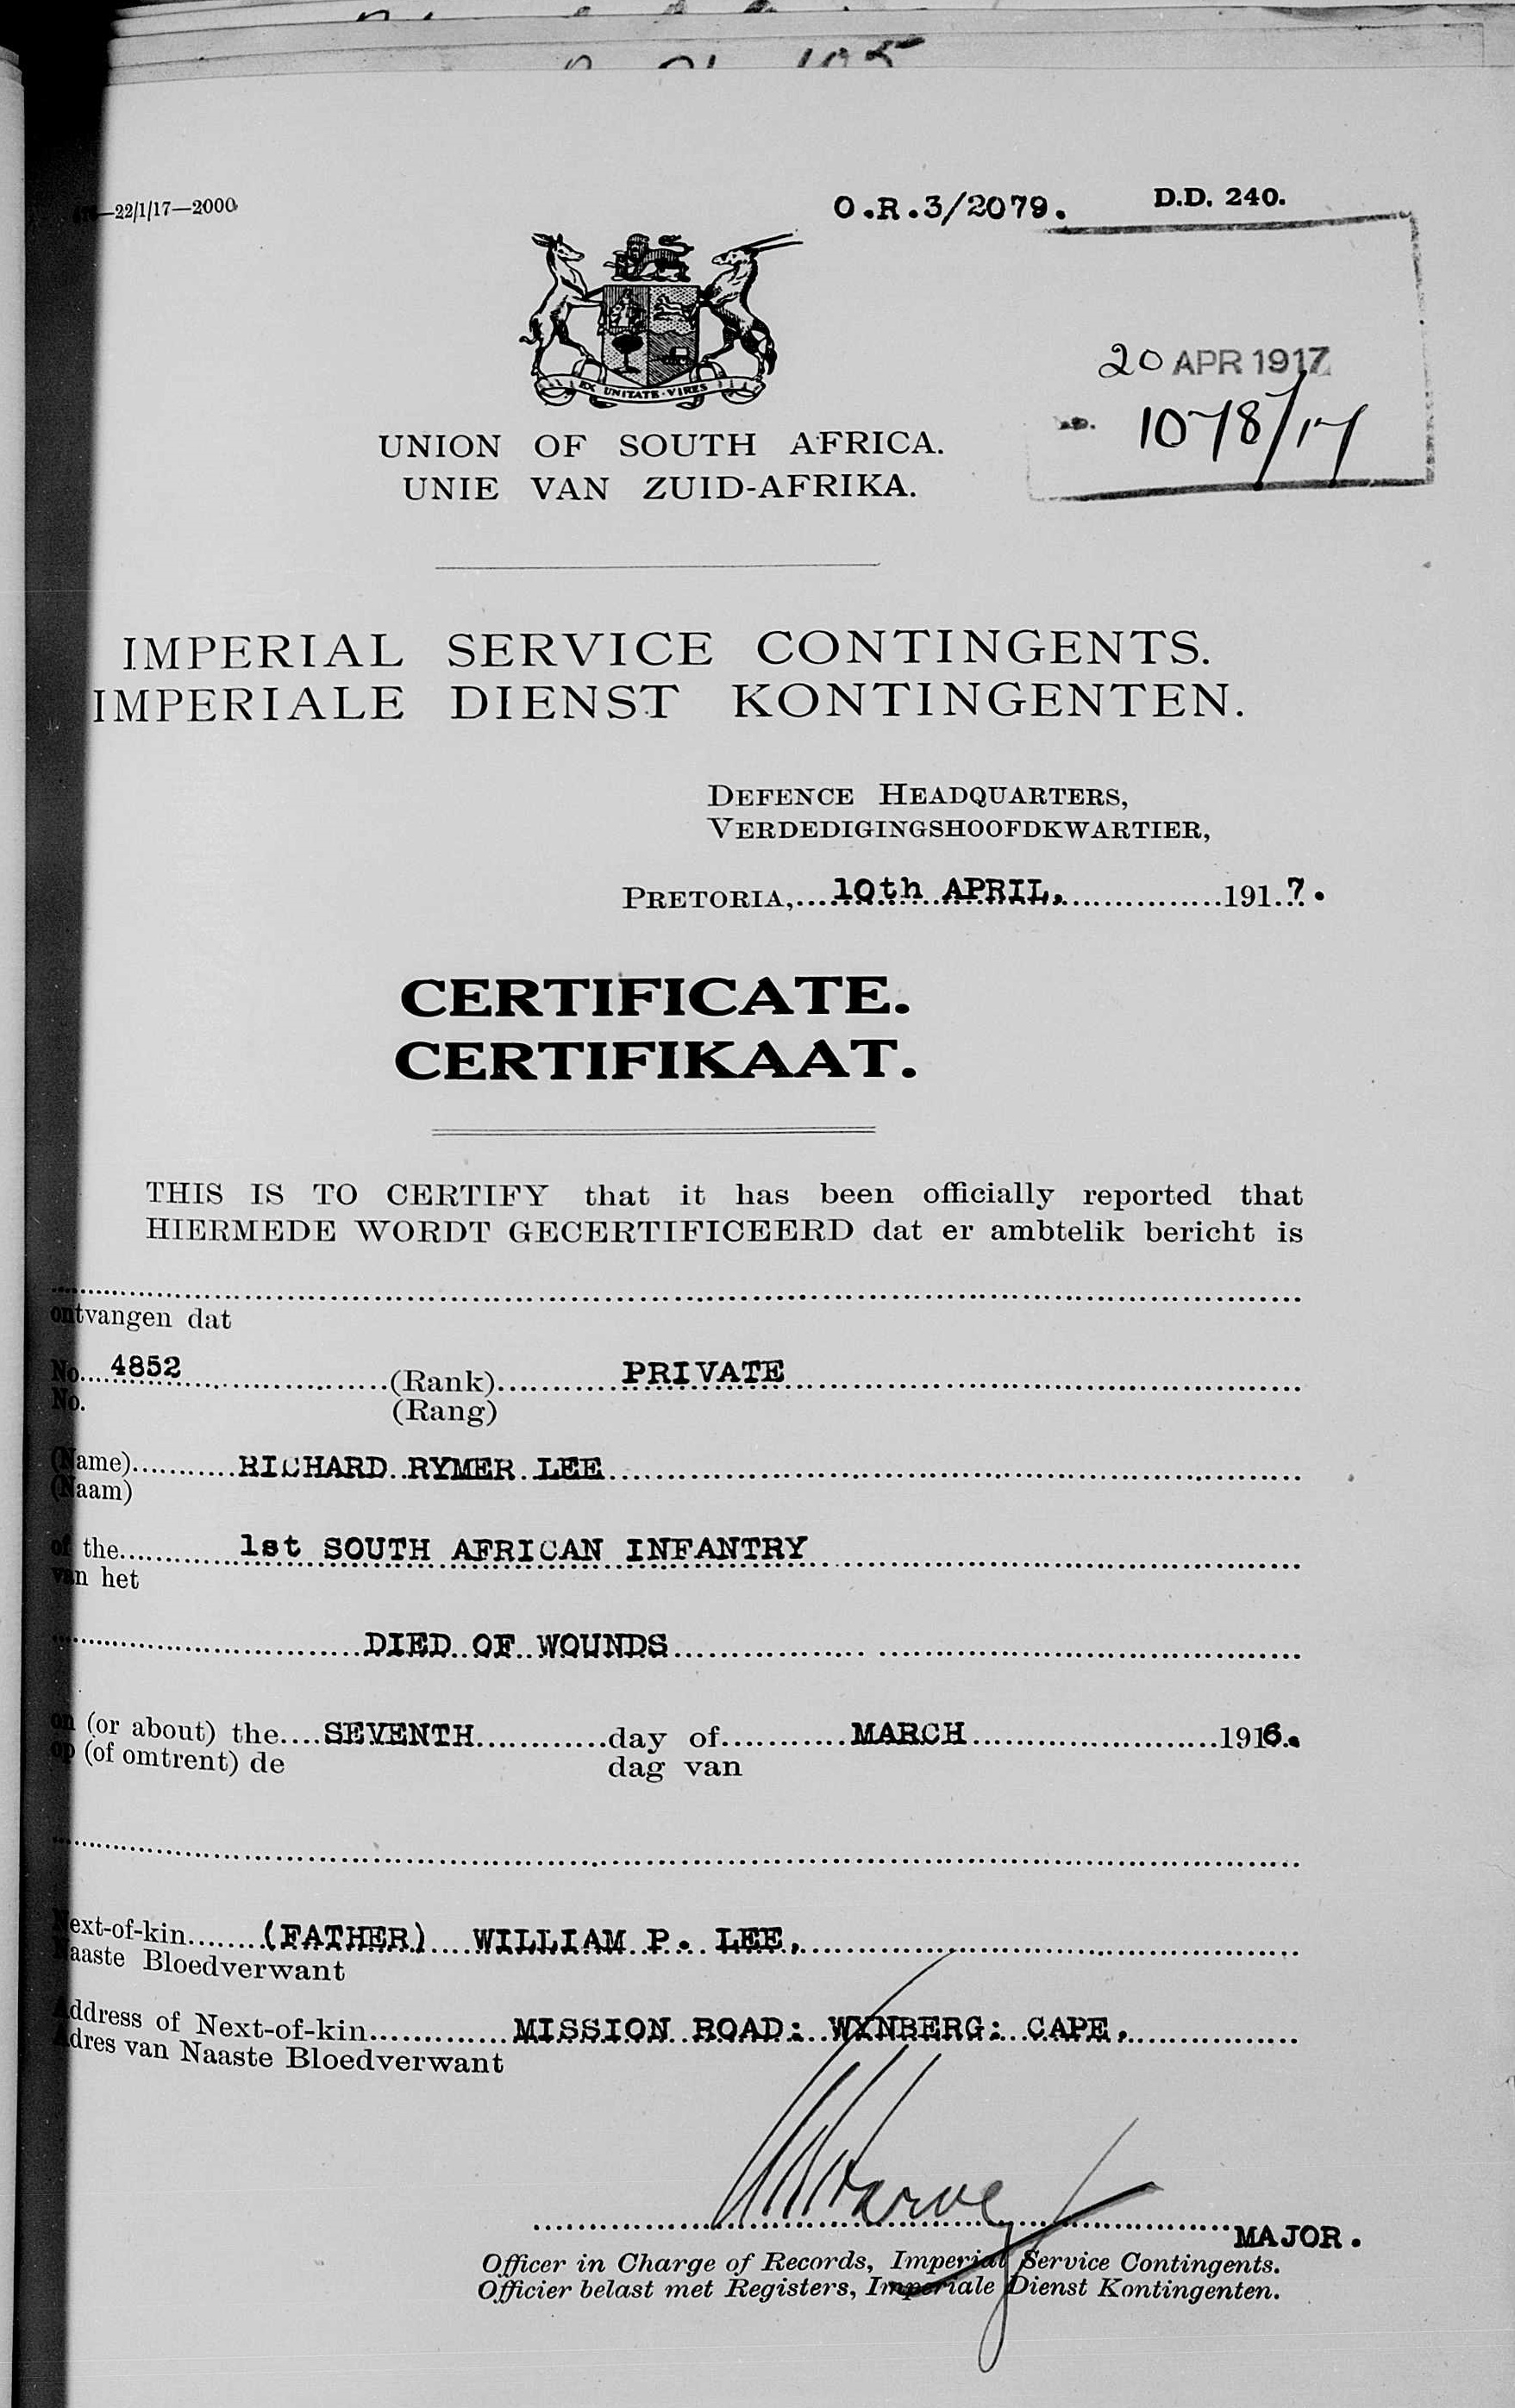 105
—22/1/17—2000
O.R.3/2079.
D.D. 240.
EX UNITATE VIRES
20 APR 1917
1078/17
UNION OF SOUTH AFRICA.
UNIE VAN ZUID-AFRIKA.
IMPERIAL SERVICE CONTINGENTS.
IMPERIALE DIENST KONTINGENTEN.
DEFENCE HEADQUARTERS,
VERDEDIGINGSHOOFDKWARTIER,
PRETORIA, 10th APRIL, 1917.
CERTIFICATE.
CERTIFIKAAT.
THIS IS TO CERTIFY that it has been officially reported that
HIERMEDE WORDT GECERTIFICEERD dat er ambtelik bericht is
ontvangen dat
No. 4852 (Rank) PRIVATE
No. (Rang)
(Name) RICHARD RYMER LEE
(Naam)
of the 1st SOUTH AFRICAN INFANTRY
van het
DIED OF WOUNDS
on (or about) the SEVENTH day of MARCH 1916.
op (of omtrent) de dag van
Next-of-kin (FATHER) WILLIAM P. LEE,
Naaste Bloedverwant
Address of Next-of-kin MISSION ROAD: WYNBERG: CAPE.
Adres van Naaste Bloedverwant
MAJOR.
Officer in Charge of Records, Imperial Service Contingents.
Officier belast met Registers, Imperiale Dienst Kontingenten.